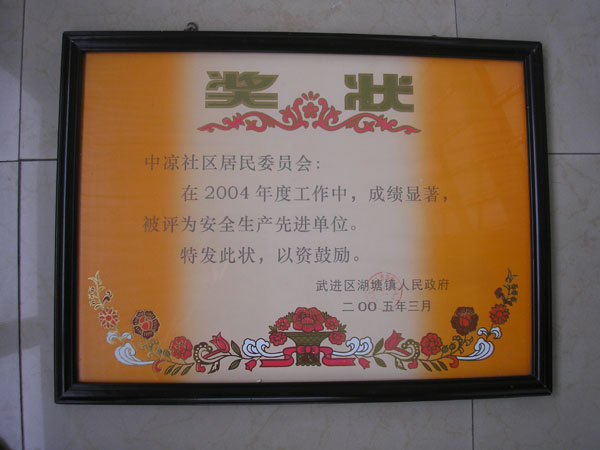 奖状
中凉社区居民委员会：
在2004年度工作中，成绩显著，
被评为安全生产先进单位。
特发此状，以资鼓励。
武进区湖塘镇人民政府
二00五年三月